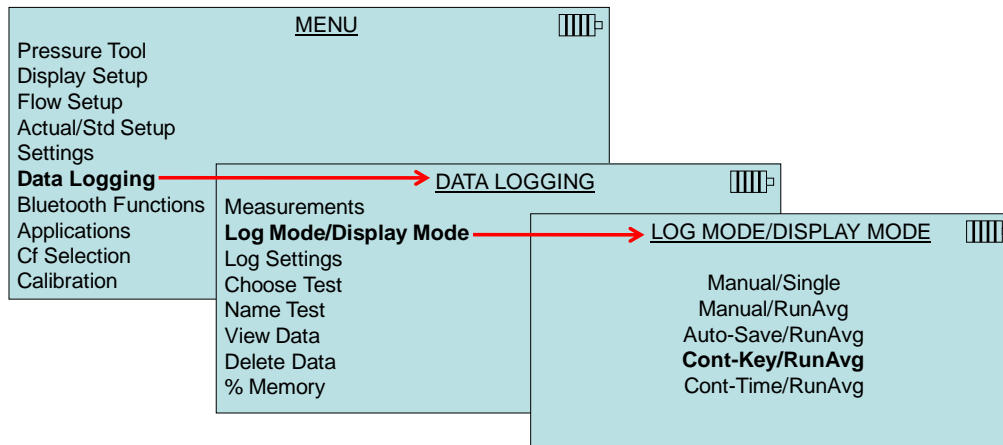 MENU
Pressure Tool
Display Setup
Flow Setup
Actual/Std Setup
Settings
Data Logging
Bluetooth Functions
Applications
Cf Selection
Calibration
DATA LOGGING
Measurements
Log Mode/Display Mode
Log Settings
Choose Test
Name Test
View Data
Delete Data
% Memory
LOG MODE/DISPLAY MODE
Manual/Single
Manual/RunAvg
Auto-Save/RunAvg
Cont-Key/RunAvg
Cont-Time/RunAvg